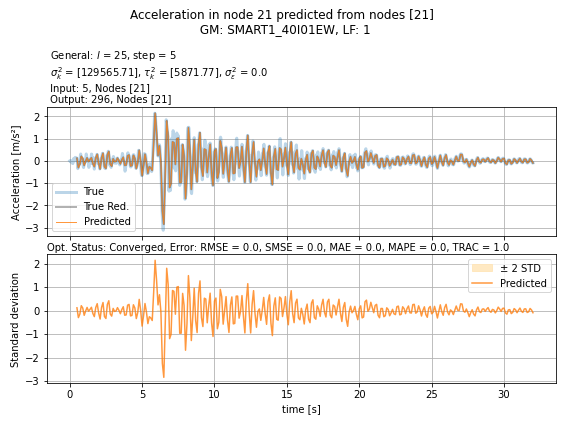 Acceleration in node 21 predicted from nodes [21]
GM: SMART1_40I01EW, LF: 1
General: l = 25, step = 5
σ²ₖ = [129565.71], τ²ₖ = [5871.77], σ²ε = 0.0
Input: 5, Nodes [21]
Output: 296, Nodes [21]
Acceleration [m/s²]
2
1
0
−1
−2
−3
True
True Red.
Predicted
Opt. Status: Converged, Error: RMSE = 0.0, SMSE = 0.0, MAE = 0.0, MAPE = 0.0, TRAC = 1.0
Standard deviation
2
1
0
−1
−2
−3
± 2 STD
Predicted
0 5 10 15 20 25 30
time [s]